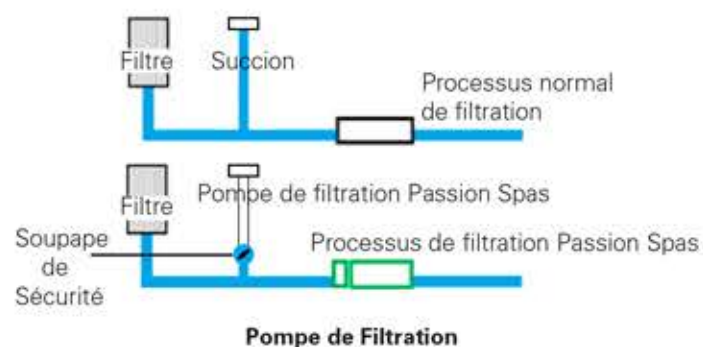 Filtre
Succion
Processus normal
de filtration
Filtre
Pompe de filtration Passion Spas
Soupape
de
Sécurité
Processus de filtration Passion Spas
Pompe de Filtration